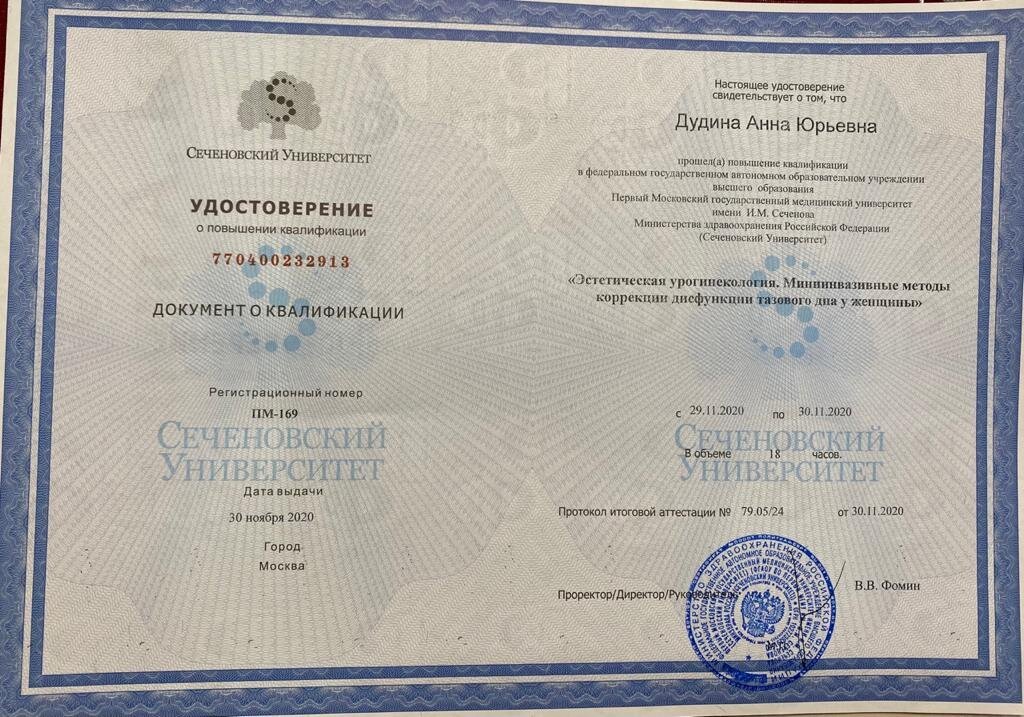 Сеченовский Университет
УДОСТОВЕРЕНИЕ
о повышении квалификации
770400232913
ДОКУМЕНТ О КВАЛИФИКАЦИИ
Регистрационный номер
ПМ-169
Сеченовский
Университет
Дата выдачи
30 ноября 2020
Город
Москва
Настоящее удостоверение
свидетельствует о том, что
Дудина Анна Юрьевна
прошел(а) повышение квалификации
в федеральном государственном автономном образовательном учреждении
высшего образования
Первый Московский государственный медицинский университет
имени И.М. Сеченова
Министерства здравоохранения Российской Федерации
(Сеченовский Университет)
«Эстетическая урогинекология. Миниинвазивные методы
коррекции дисфункции тазового дна у женщины»
с 29.11.2020 по 30.11.2020
Сеченовский
Университет
В объеме 18 часов.
Протокол итоговой аттестации № 79.05/24 от 30.11.2020
Проректор/Директор/Руководитель
В.В. Фомин